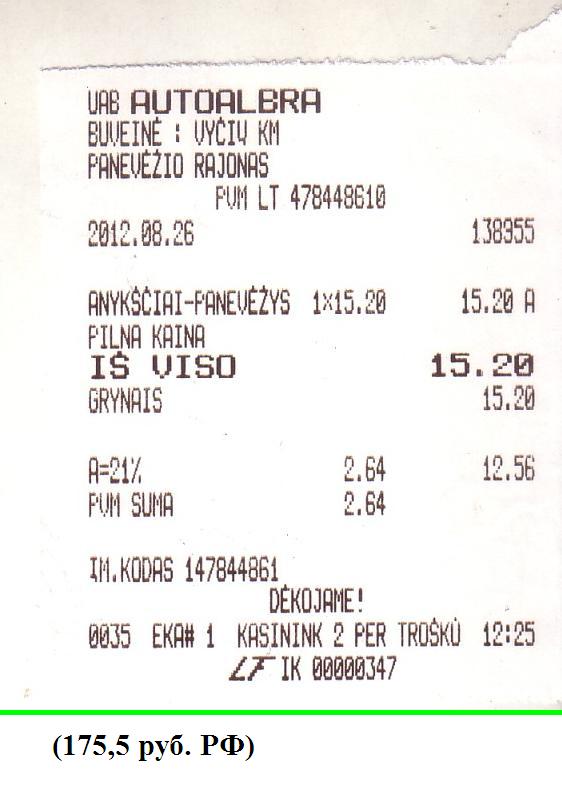 UAB AUTOALBRA
BUVEINĖ : VYČIŲ KM
PANEVĖŽIO RAJONAS
PVM LT 478448610
2012.08.26 138955
ANYKŠČIAI-PANEVĖŽYS 1×15.20 15.20 A
PILNA KAINA
IŠ VISO 15.20
GRYNAIS 15.20
A=21% 2.64 12.56
PVM SUMA 2.64
IM.KODAS 147844861
DĖKOJAME!
0035 EKA# 1 KASININK 2 PER TROŠKŪ 12:25
LF IK 00000347
(175,5 руб. РФ)